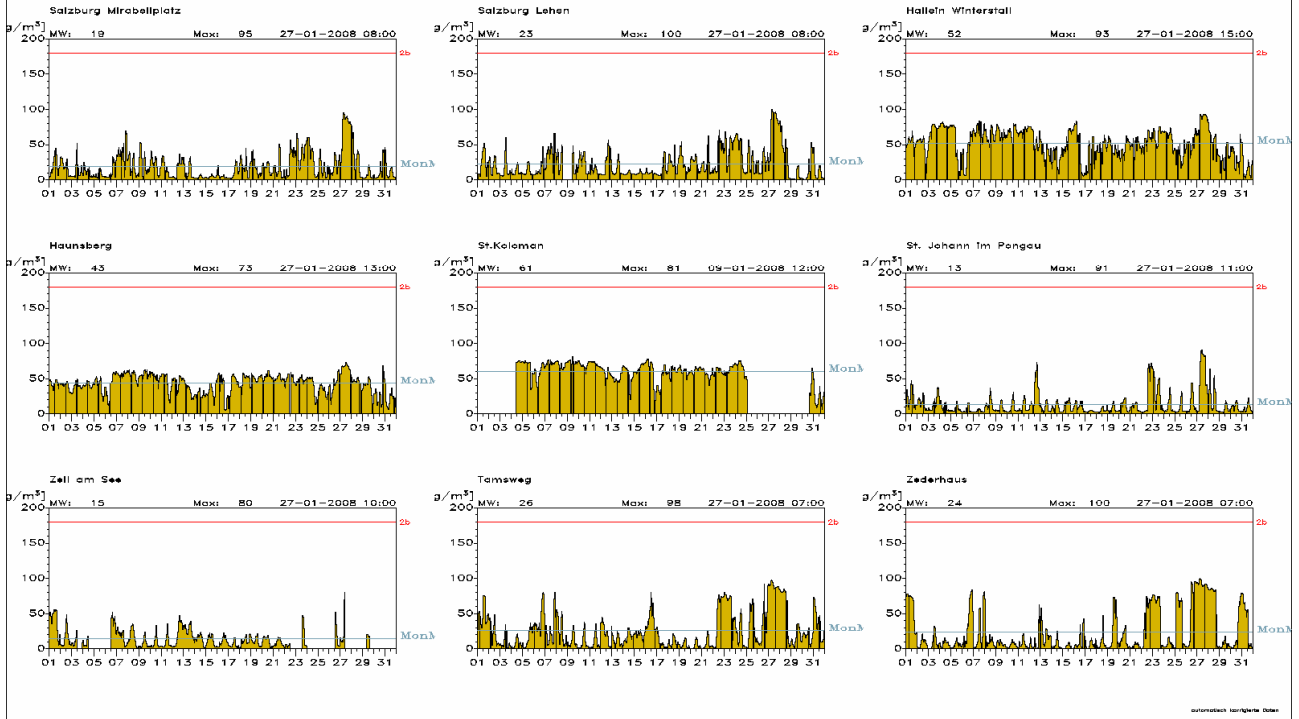 Salzburg Mirabellplatz Salzburg Lehen Hallein Winterstall
g/m³] MW: 19 Max: 95 27-01-2008 08:00 g/m³] MW: 23 Max: 100 27-01-2008 08:00 g/m³] MW: 52 Max: 93 27-01-2008 15:00
200 200 200
2b 2b 2b
150 150 150
100 100 100
50 50 50
MonM MonM MonM
0 0 0
01 03 05 07 09 11 13 15 17 19 21 23 25 27 29 31 01 03 05 07 09 11 13 15 17 19 21 23 25 27 29 31 01 03 05 07 09 11 13 15 17 19 21 23 25 27 29 31
Haunsberg St.Koloman St. Johann im Pongau
g/m³] MW: 43 Max: 73 27-01-2008 13:00 g/m³] MW: 61 Max: 81 09-01-2008 12:00 g/m³] MW: 13 Max: 91 27-01-2008 11:00
200 200 200
2b 2b 2b
150 150 150
100 100 100
50 50 50
MonM MonM MonM
0 0 0
01 03 05 07 09 11 13 15 17 19 21 23 25 27 29 31 01 03 05 07 09 11 13 15 17 19 21 23 25 27 29 31 01 03 05 07 09 11 13 15 17 19 21 23 25 27 29 31
Zell am See Tamsweg Zederhaus
g/m³] MW: 15 Max: 80 27-01-2008 10:00 g/m³] MW: 26 Max: 98 27-01-2008 07:00 g/m³] MW: 24 Max: 100 27-01-2008 07:00
200 200 200
2b 2b 2b
150 150 150
100 100 100
50 50 50
MonM MonM MonM
0 0 0
01 03 05 07 09 11 13 15 17 19 21 23 25 27 29 31 01 03 05 07 09 11 13 15 17 19 21 23 25 27 29 31 01 03 05 07 09 11 13 15 17 19 21 23 25 27 29 31
automatisch korrigierte Daten